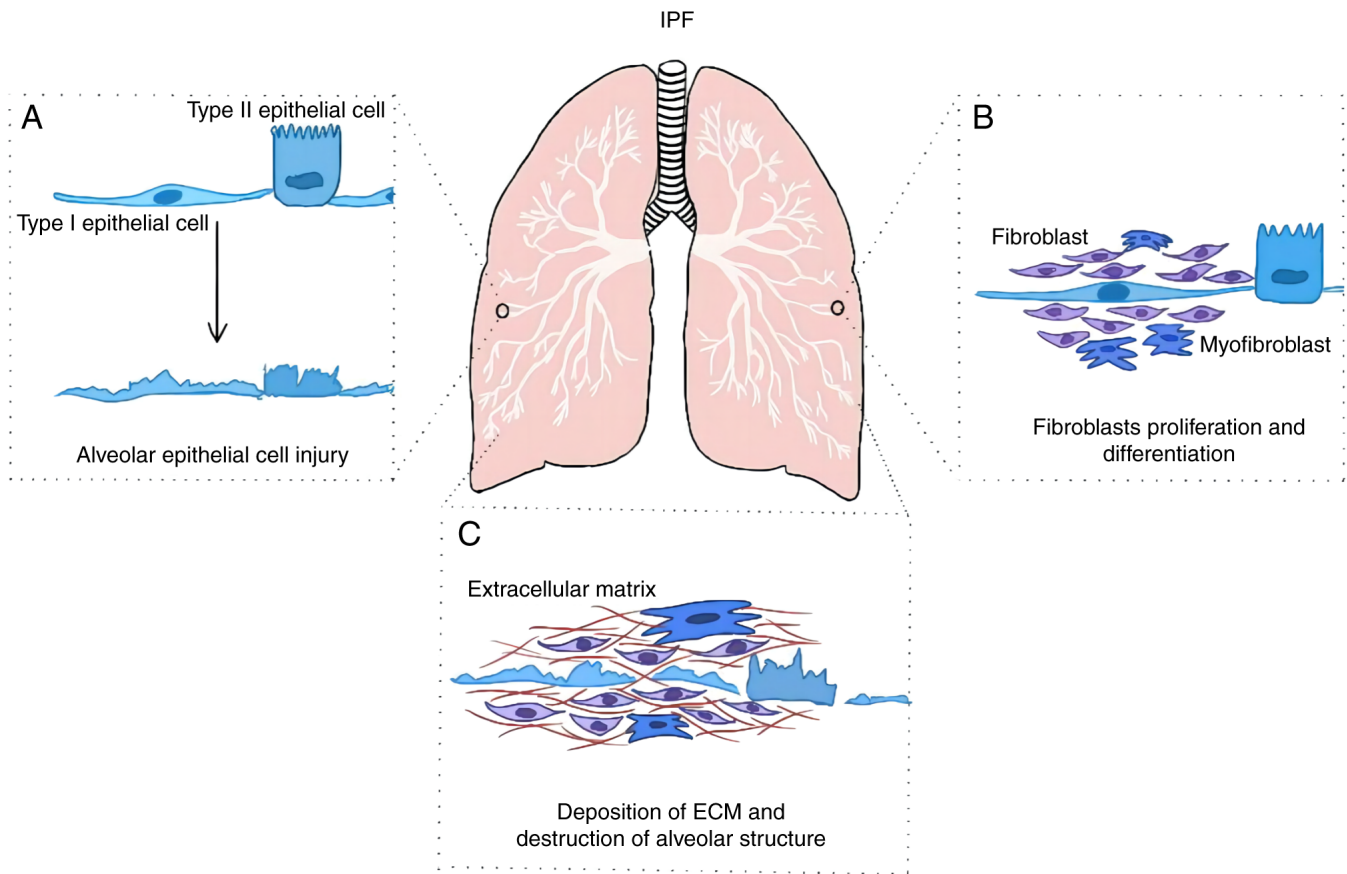 IPF
A
Type II epithelial cell
Type I epithelial cell
Alveolar epithelial cell injury
B
Fibroblast
Myofibroblast
Fibroblasts proliferation and
differentiation
C
Extracellular matrix
Deposition of ECM and
destruction of alveolar structure